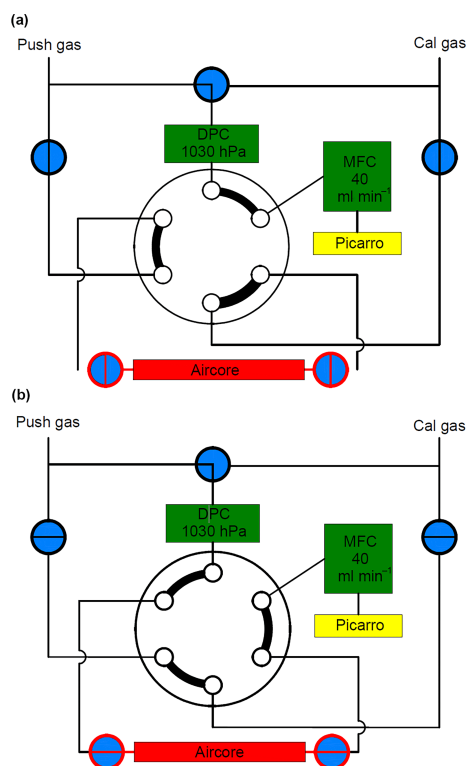 (a)
Push gas
Cal gas
DPC
1030 hPa
MFC
40
ml min⁻¹
Picarro
Aircore
(b)
Push gas
Cal gas
DPC
1030 hPa
MFC
40
ml min⁻¹
Picarro
Aircore